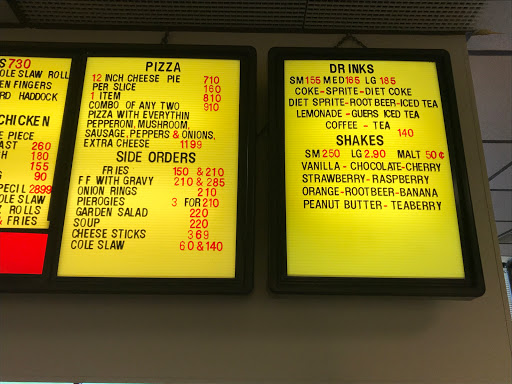 S 730
OLE SLAW ROLL
EN FINGERS
RD HADDOCK
CHICKEN
E PIECE
AST 260
H 180
155
G 90
PECIL 2899
OLE SLAW
Z ROLLS
& FRIES
PIZZA
12 INCH CHEESE PIE 710
PER SLICE 160
1 ITEM 810
COMBO OF ANY TWO 910
PIZZA WITH EVERYTHIN
PEPPERONI, MUSHROOM,
SAUSAGE, PEPPERS & ONIONS,
EXTRA CHEESE 1199
SIDE ORDERS
FRIES 150 & 210
F F WITH GRAVY 210 & 285
ONION RINGS 210
PIEROGIES 3 FOR 210
GARDEN SALAD 220
SOUP 220
CHEESE STICKS 369
COLE SLAW 60 & 140
DRINKS
SM 155 MED 165 LG 185
COKE-SPRITE-DIET COKE
DIET SPRITE-ROOT BEER-ICED TEA
LEMONADE - GUERS ICED TEA
COFFEE - TEA
140
SHAKES
SM 250 LG 2.90 MALT 50¢
VANILLA - CHOCOLATE-CHERRY
STRAWBERRY- RASPBERRY
ORANGE-ROOTBEER-BANANA
PEANUT BUTTER - TEABERRY